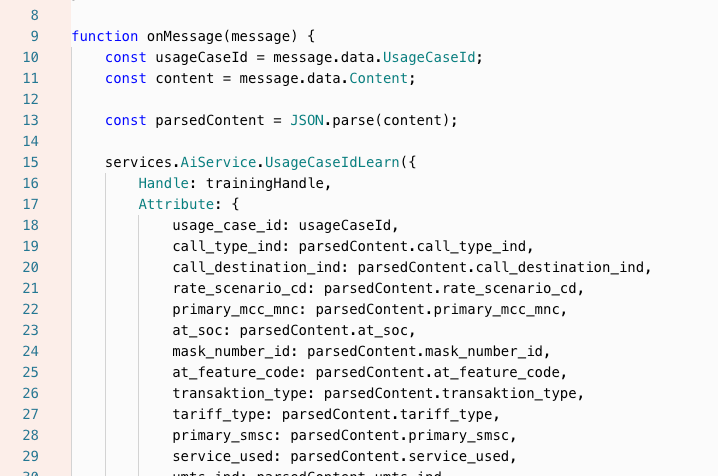 8
9 function onMessage(message) {
10 const usageCaseId = message.data.UsageCaseId;
11 const content = message.data.Content;
12
13 const parsedContent = JSON.parse(content);
14
15 services.AiService.UsageCaseIdLearn({
16 Handle: trainingHandle,
17 Attribute: {
18 usage_case_id: usageCaseId,
19 call_type_ind: parsedContent.call_type_ind,
20 call_destination_ind: parsedContent.call_destination_ind,
21 rate_scenario_cd: parsedContent.rate_scenario_cd,
22 primary_mcc_mnc: parsedContent.primary_mcc_mnc,
23 at_soc: parsedContent.at_soc,
24 mask_number_id: parsedContent.mask_number_id,
25 at_feature_code: parsedContent.at_feature_code,
26 transaktion_type: parsedContent.transaktion_type,
27 tariff_type: parsedContent.tariff_type,
28 primary_smsc: parsedContent.primary_smsc,
29 service_used: parsedContent.service_used,